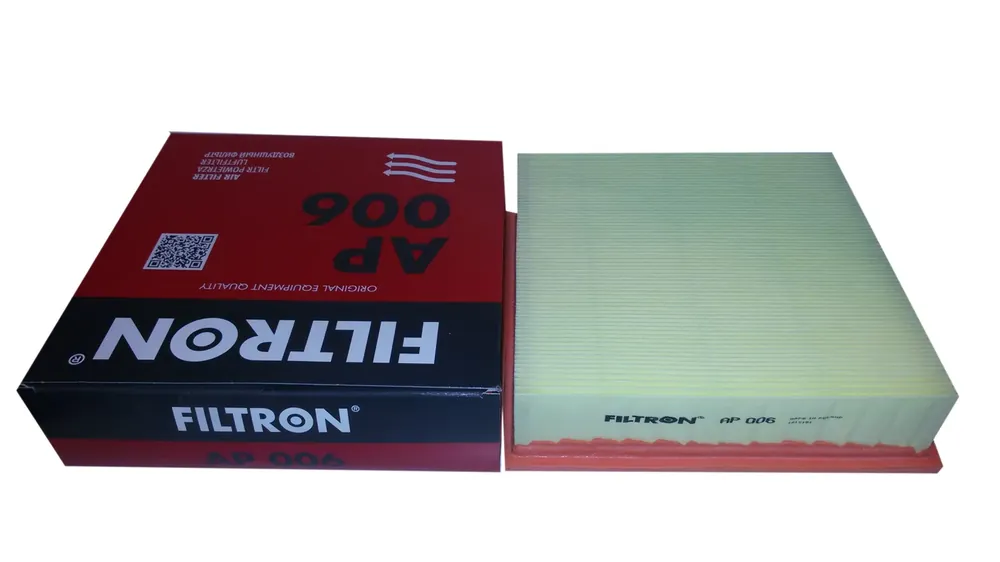 AIR FILTER
FILTR POWIETRZA
LUFTFILTER
ВОЗДУШНЫЙ ФИЛЬТР
AP
006
ORIGINAL EQUIPMENT QUALITY
FILTRON®
FILTRON®
AP 006
FILTRON® AP 006